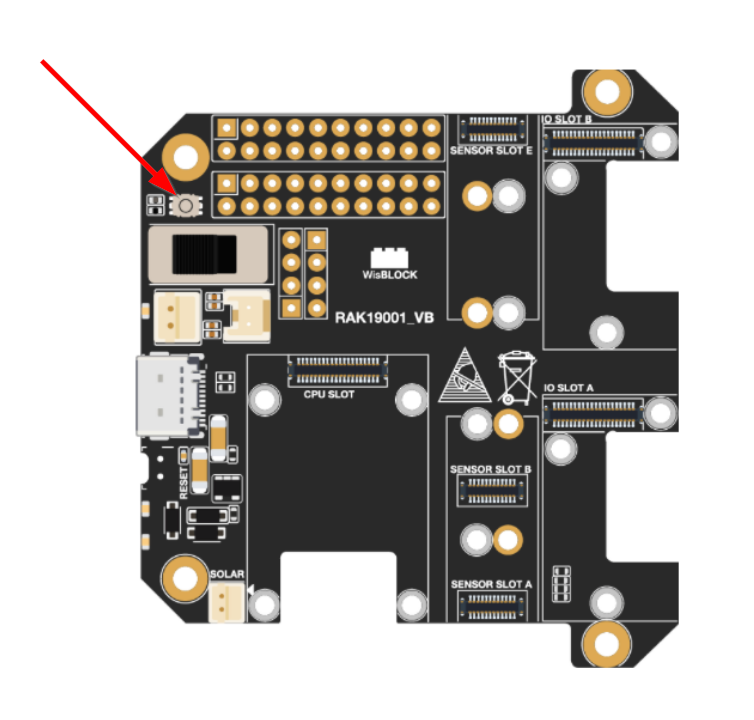 IO SLOT B
SENSOR SLOT E
WisBLOCK
RAK19001_VB
CPU SLOT
IO SLOT A
SENSOR SLOT B
RESET
SOLAR
SENSOR SLOT A